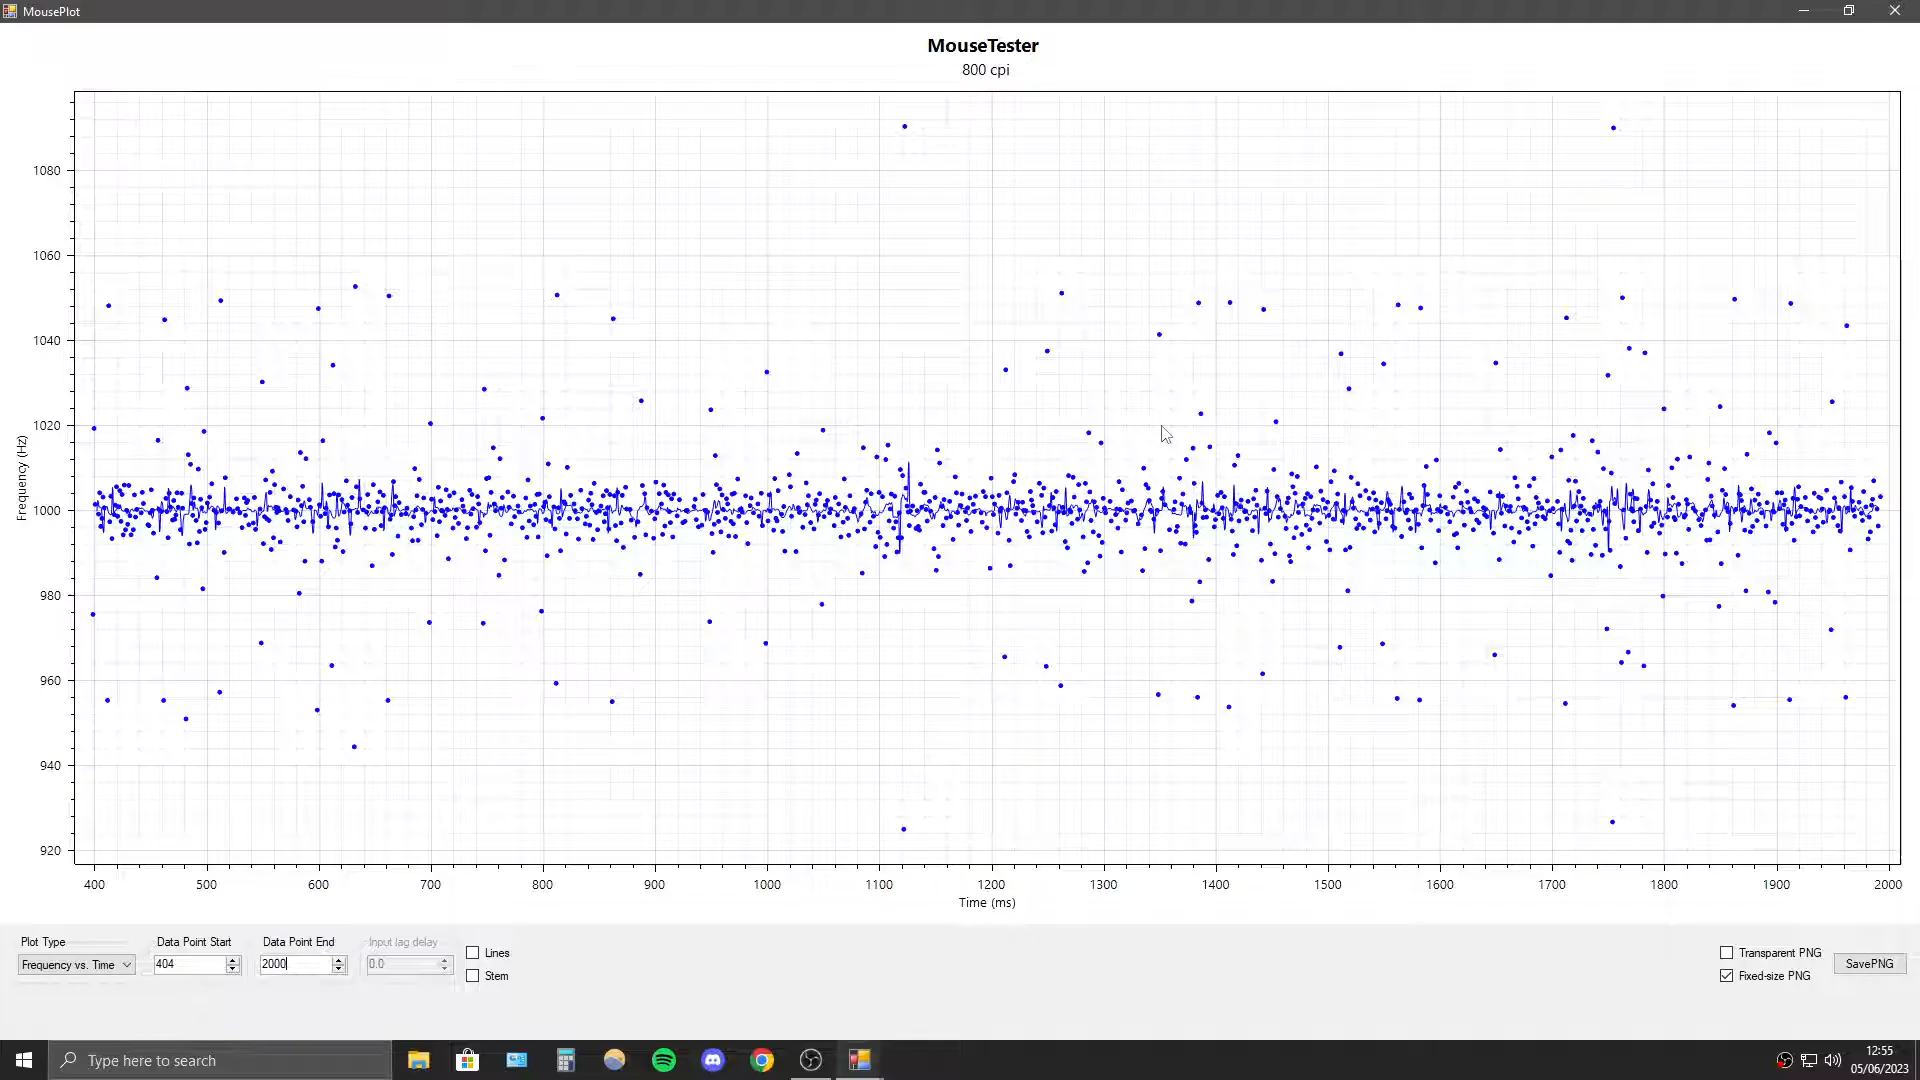 MousePlot
MouseTester
800 cpi
1080
1060
1040
1020
1000
980
960
940
920
Frequency (Hz)
400 500 600 700 800 900 1000 1100 1200 1300 1400 1500 1600 1700 1800 1900 2000
Time (ms)
Plot Type
Frequency vs. Time
Data Point Start
404
Data Point End
2000
Input lag delay
0.0
Lines
Stem
Transparent PNG
Fixed-size PNG
SavePNG
Type here to search
12:55
05/06/2023